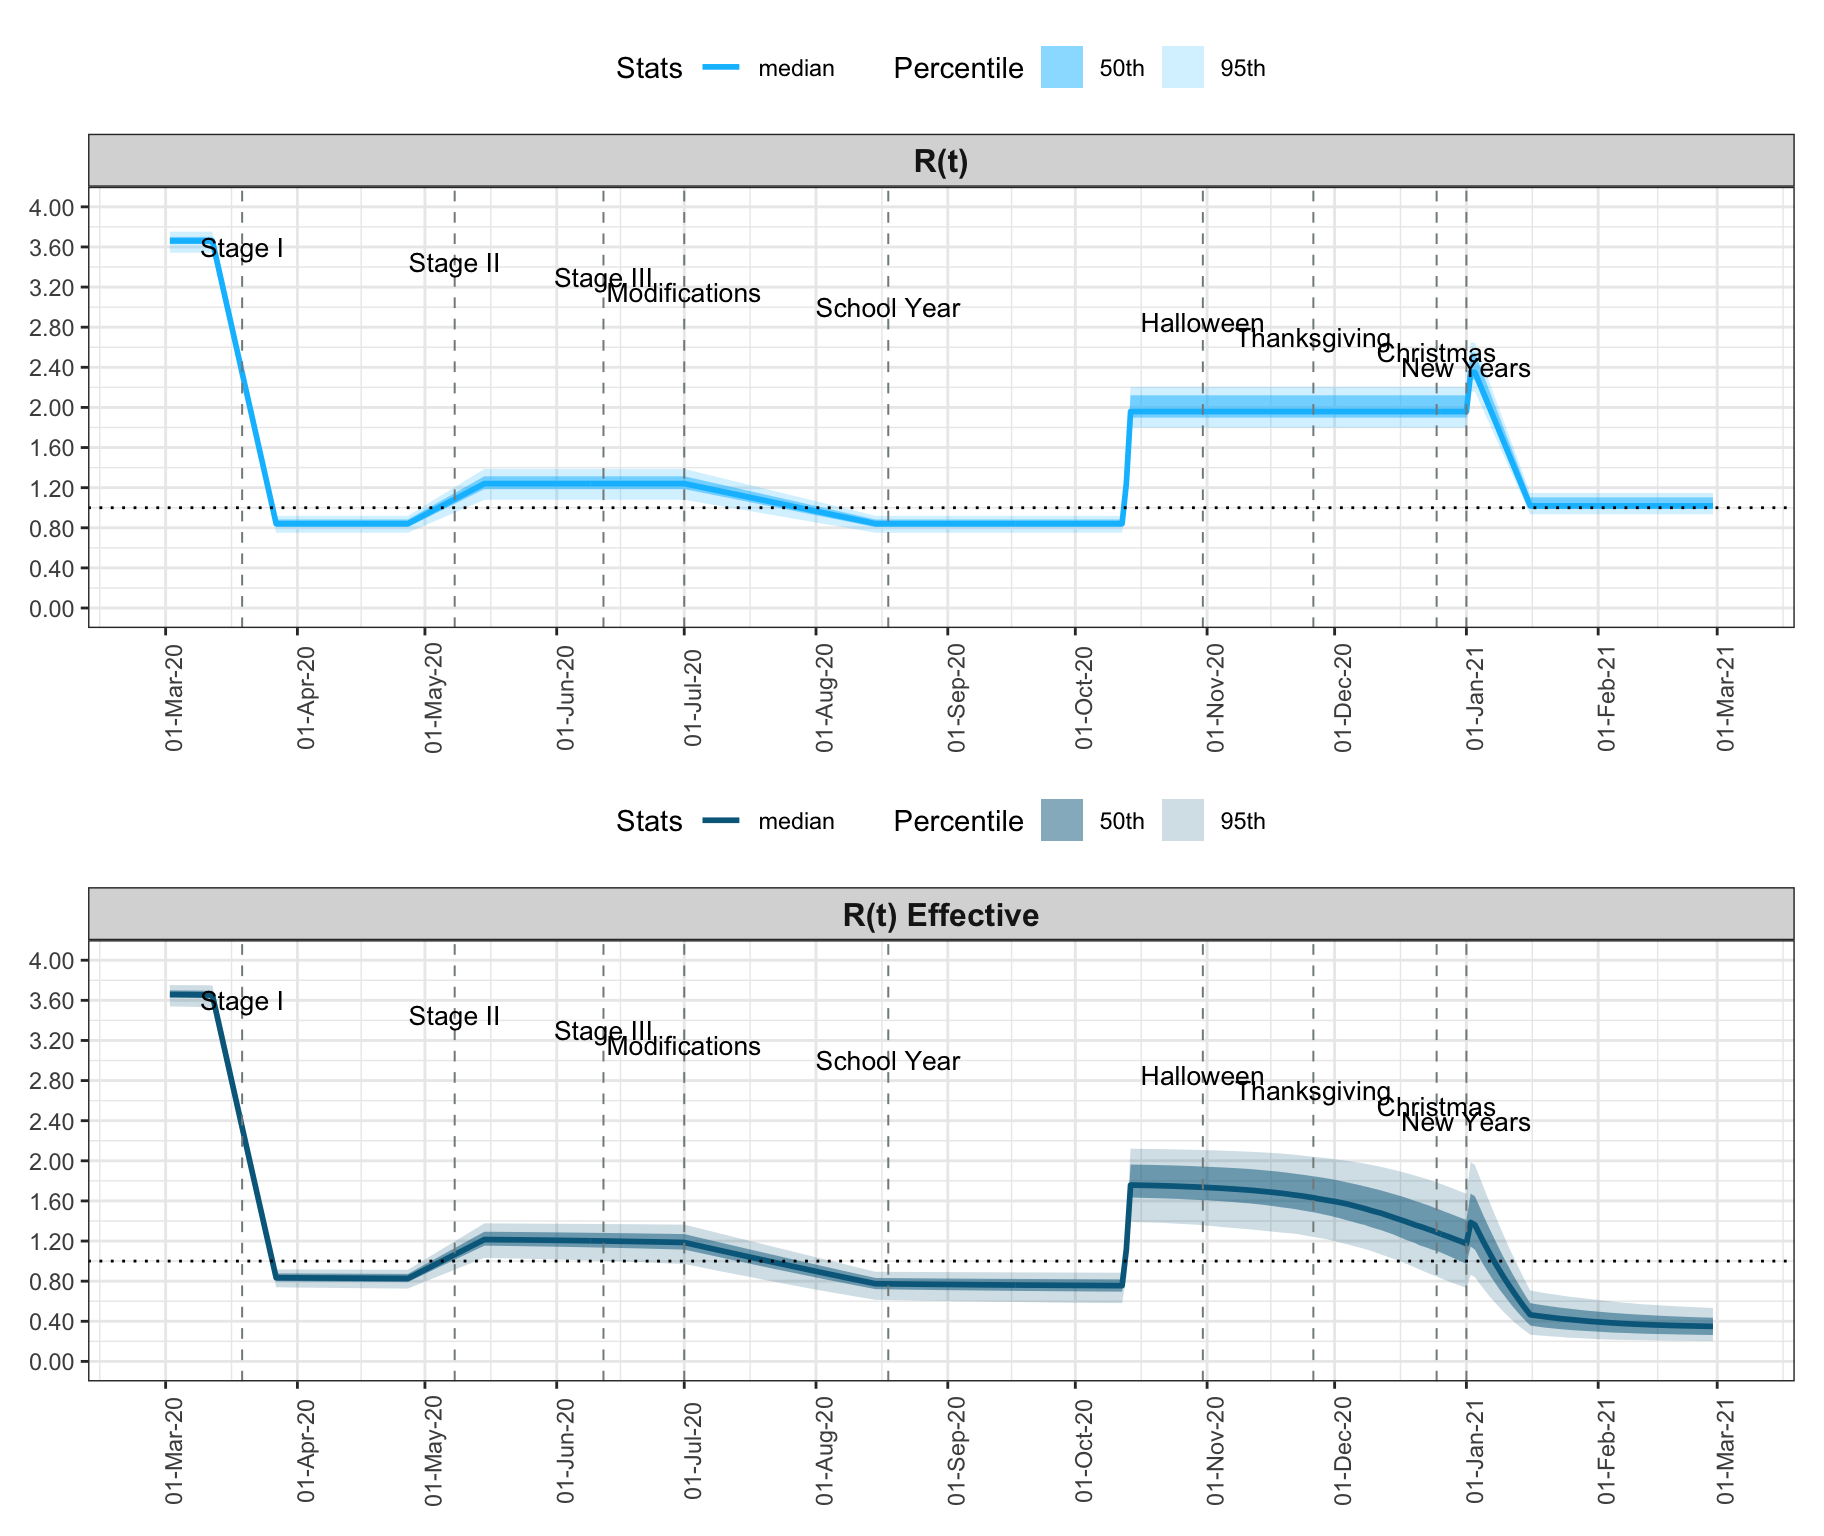 Stats median Percentile 50th 95th
R(t)
4.00
3.60
3.20
2.80
2.40
2.00
1.60
1.20
0.80
0.40
0.00
Stage I
Stage II
Stage III
Modifications
School Year
Halloween
Thanksgiving
Christmas
New Years
01-Mar-20
01-Apr-20
01-May-20
01-Jun-20
01-Jul-20
01-Aug-20
01-Sep-20
01-Oct-20
01-Nov-20
01-Dec-20
01-Jan-21
01-Feb-21
01-Mar-21
Stats median Percentile 50th 95th
R(t) Effective
4.00
3.60
3.20
2.80
2.40
2.00
1.60
1.20
0.80
0.40
0.00
Stage I
Stage II
Stage III
Modifications
School Year
Halloween
Thanksgiving
Christmas
New Years
01-Mar-20
01-Apr-20
01-May-20
01-Jun-20
01-Jul-20
01-Aug-20
01-Sep-20
01-Oct-20
01-Nov-20
01-Dec-20
01-Jan-21
01-Feb-21
01-Mar-21